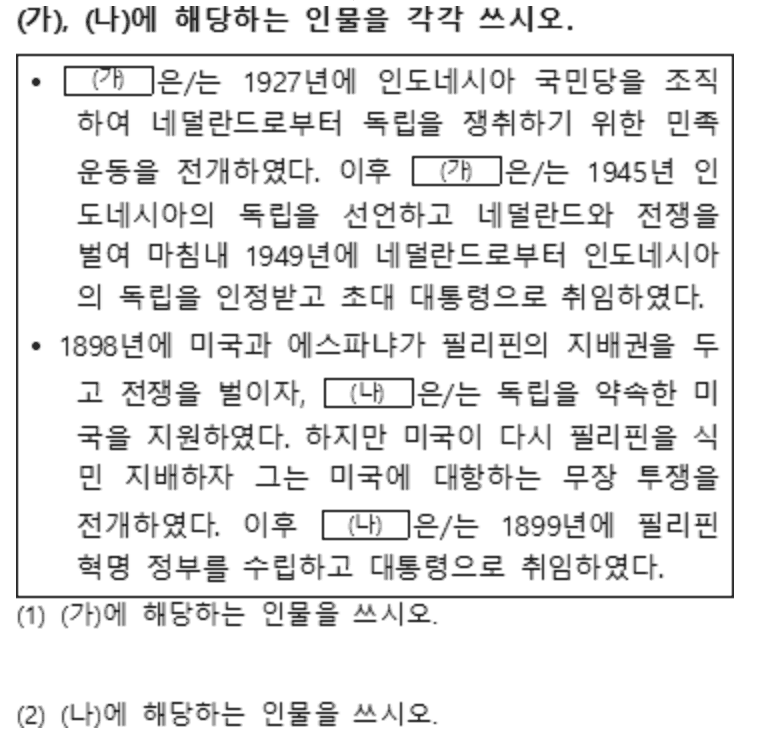 (가), (나)에 해당하는 인물을 각각 쓰시오.
• (가) 은/는 1927년에 인도네시아 국민당을 조직
하여 네덜란드로부터 독립을 쟁취하기 위한 민족
운동을 전개하였다. 이후 (가) 은/는 1945년 인
도네시아의 독립을 선언하고 네덜란드와 전쟁을
벌여 마침내 1949년에 네덜란드로부터 인도네시아
의 독립을 인정받고 초대 대통령으로 취임하였다.
• 1898년에 미국과 에스파냐가 필리핀의 지배권을 두
고 전쟁을 벌이자, (나) 은/는 독립을 약속한 미
국을 지원하였다. 하지만 미국이 다시 필리핀을 식
민 지배하자 그는 미국에 대항하는 무장 투쟁을
전개하였다. 이후 (나) 은/는 1899년에 필리핀
혁명 정부를 수립하고 대통령으로 취임하였다.
(1) (가)에 해당하는 인물을 쓰시오.
(2) (나)에 해당하는 인물을 쓰시오.